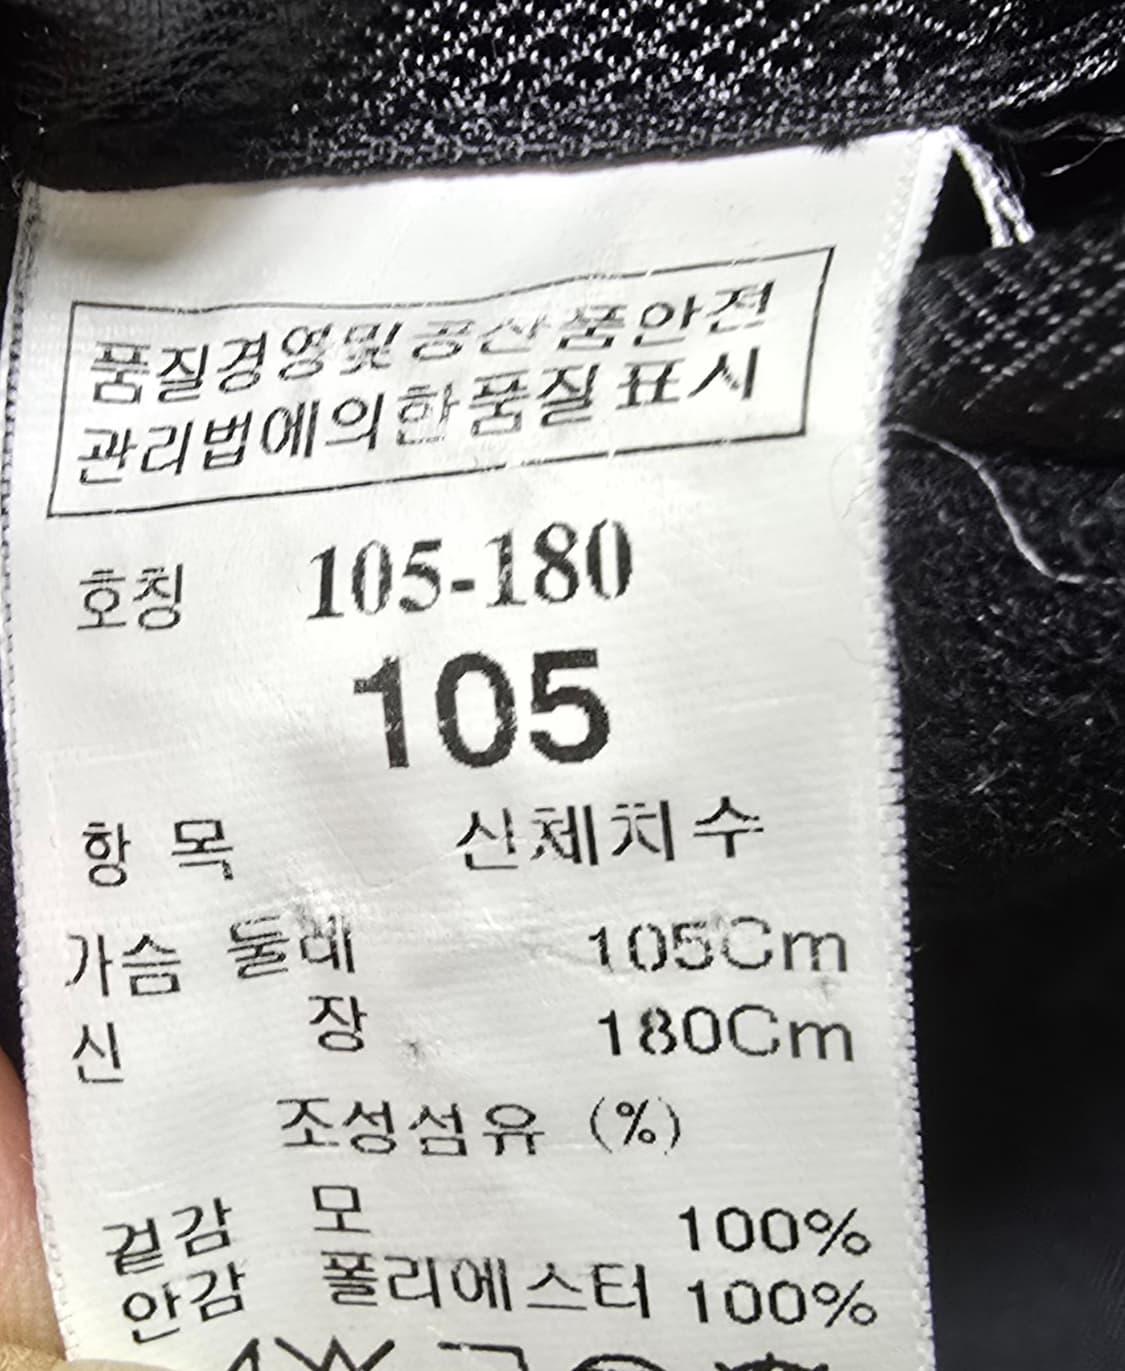 품질경영및공산품안전
관리법에의한품질표시
호칭 105-180
105
항 목 신체치수
가슴 둘레 105Cm
신 장 180Cm
조성섬유 (%)
겉감 모 100%
안감 폴리에스터 100%